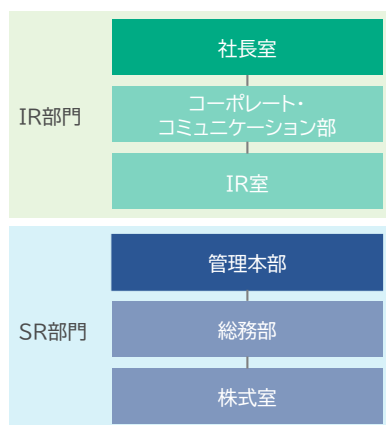 IR部門
社長室
コーポレート・
コミュニケーション部
IR室
SR部門
管理本部
総務部
株式室